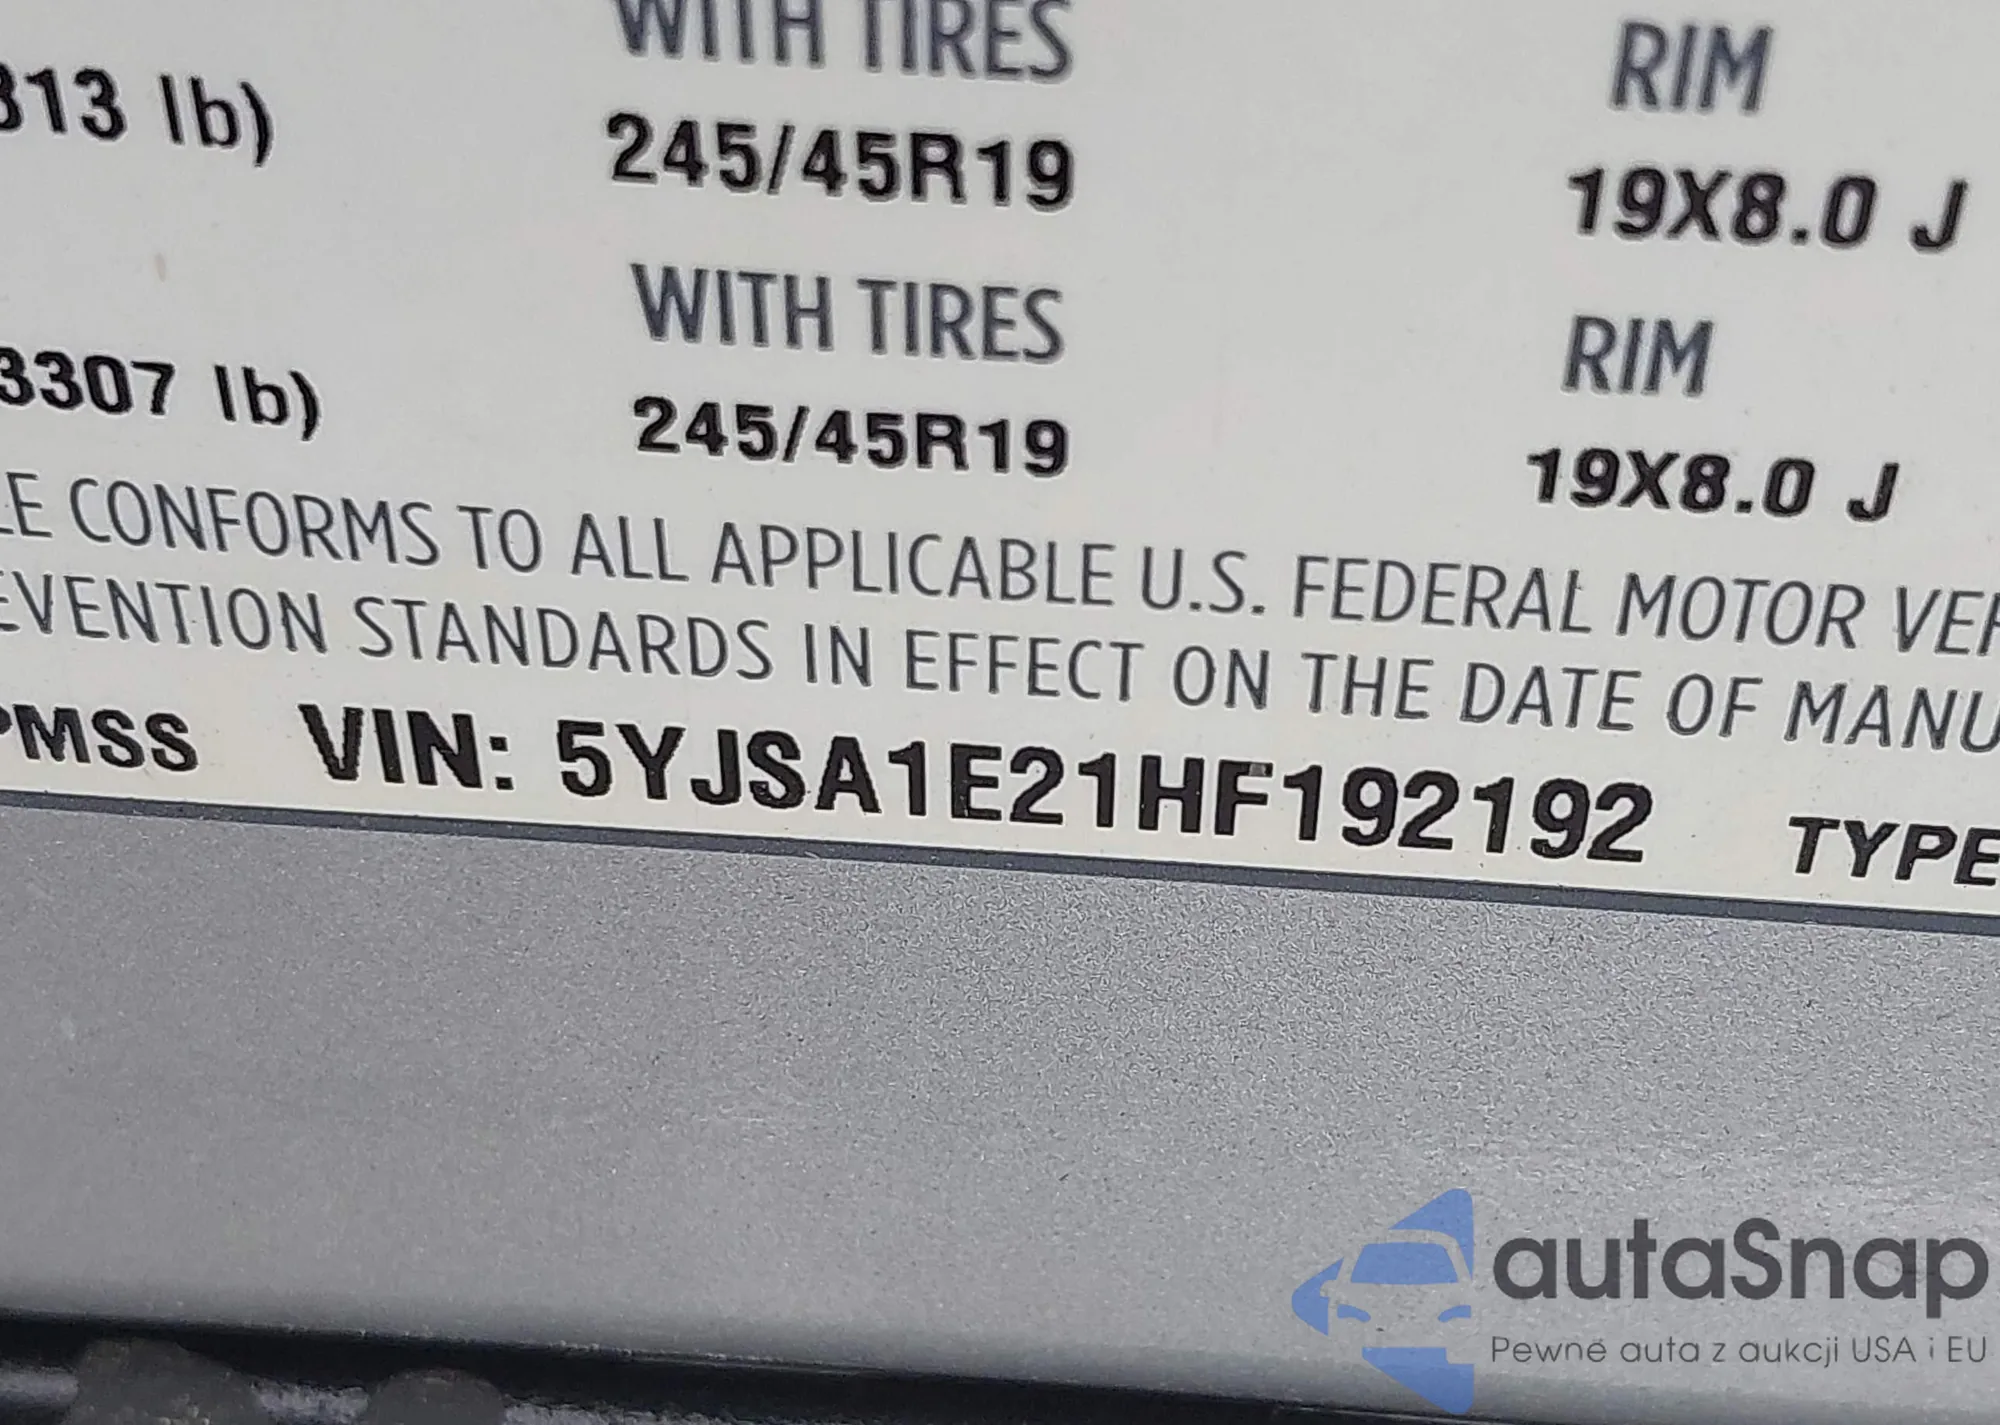 WITH TIRES RIM
813 lb) 245/45R19 19X8.0 J
WITH TIRES RIM
3307 lb) 245/45R19 19X8.0 J
LE CONFORMS TO ALL APPLICABLE U.S. FEDERAL MOTOR VEH
EVENTION STANDARDS IN EFFECT ON THE DATE OF MANU
PMSS VIN: 5YJSA1E21HF192192 TYPE
autaSnap
Pewne auta z aukcji USA i EU